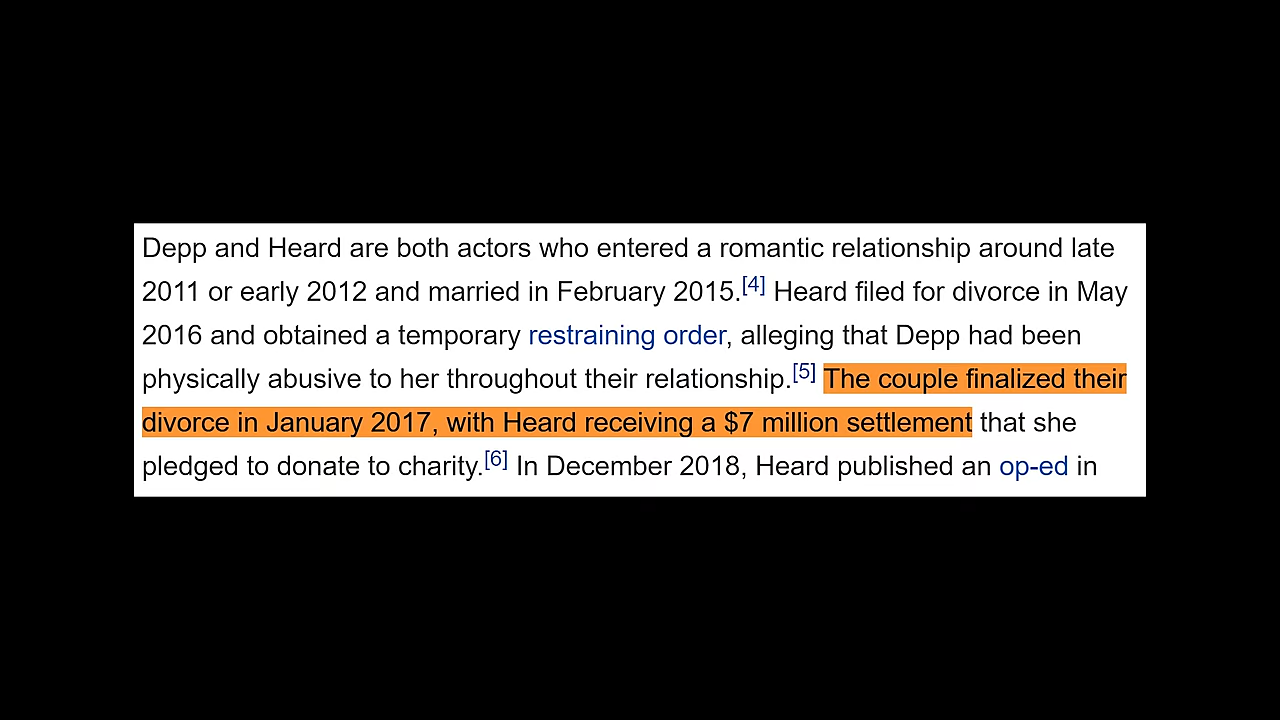 Depp and Heard are both actors who entered a romantic relationship around late
2011 or early 2012 and married in February 2015.[4] Heard filed for divorce in May
2016 and obtained a temporary restraining order, alleging that Depp had been
physically abusive to her throughout their relationship.[5] The couple finalized their
divorce in January 2017, with Heard receiving a $7 million settlement that she
pledged to donate to charity.[6] In December 2018, Heard published an op-ed in